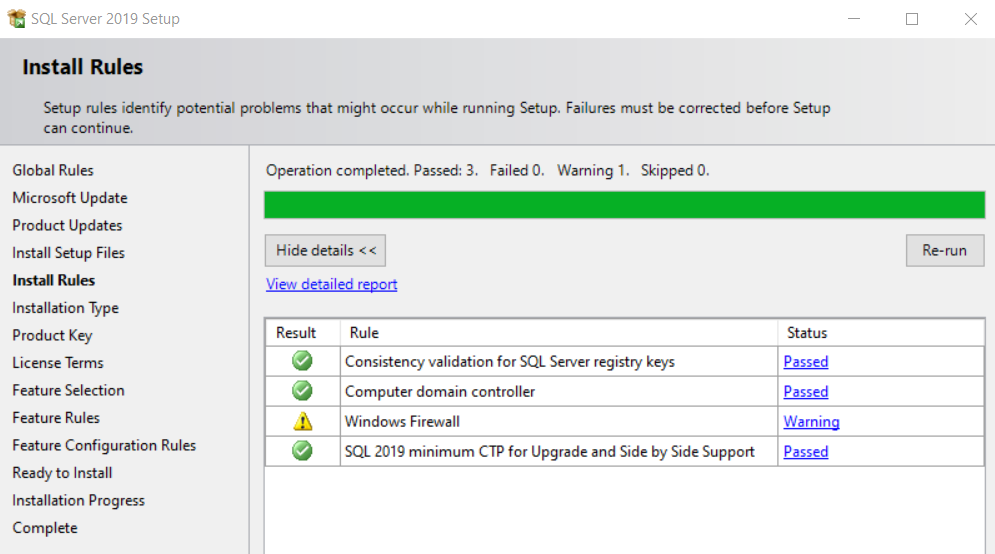 SQL Server 2019 Setup
Install Rules
Setup rules identify potential problems that might occur while running Setup. Failures must be corrected before Setup
can continue.
Global Rules
Microsoft Update
Product Updates
Install Setup Files
Install Rules
Installation Type
Product Key
License Terms
Feature Selection
Feature Rules
Feature Configuration Rules
Ready to Install
Installation Progress
Complete
Operation completed. Passed: 3.   Failed 0.   Warning 1.   Skipped 0.
Hide details <<
Re-run
View detailed report
Result Rule Status
Consistency validation for SQL Server registry keys Passed
Computer domain controller Passed
Windows Firewall Warning
SQL 2019 minimum CTP for Upgrade and Side by Side Support Passed